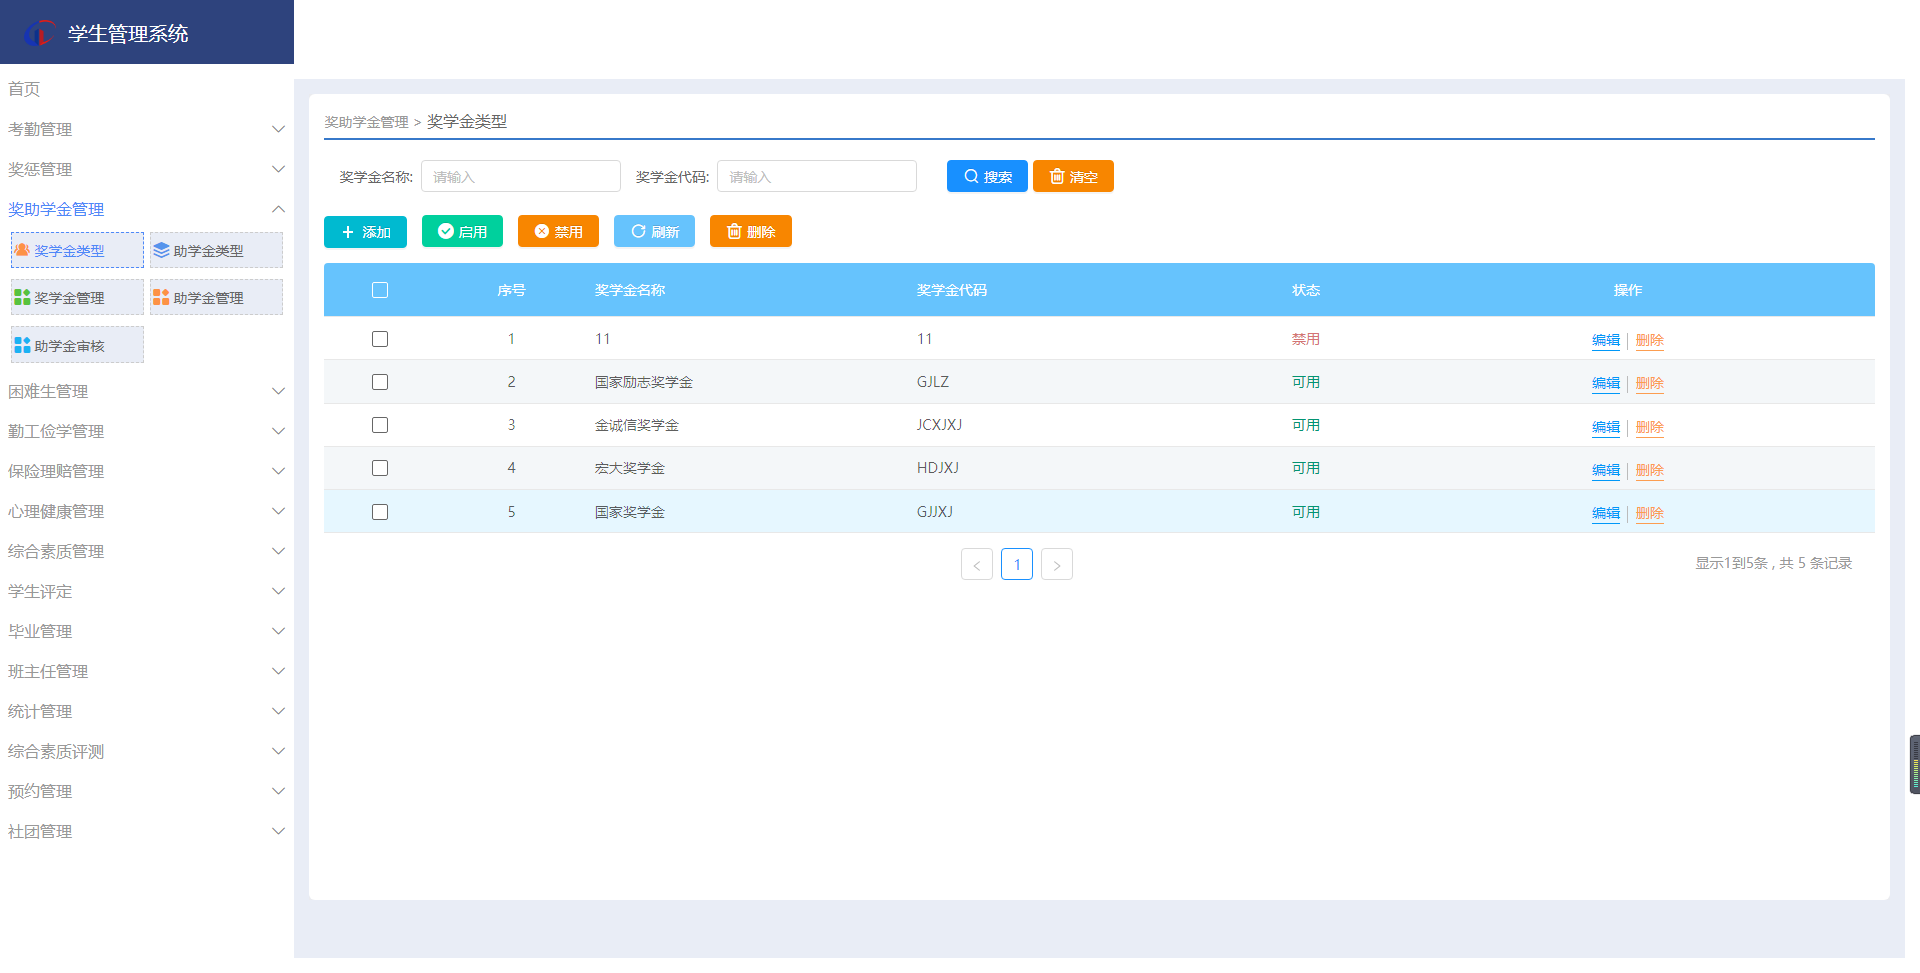 学生管理系统
首页
考勤管理
奖惩管理
奖助学金管理
奖学金类型 助学金类型
奖学金管理 助学金管理
助学金审核
困难生管理
勤工俭学管理
保险理赔管理
心理健康管理
综合素质管理
学生评定
毕业管理
班主任管理
统计管理
综合素质评测
预约管理
社团管理
奖助学金管理 > 奖学金类型
奖学金名称: 请输入 奖学金代码: 请输入 搜索 清空
添加 启用 禁用 刷新 删除
序号 奖学金名称 奖学金代码 状态 操作
1 11 11 禁用 编辑 | 删除
2 国家励志奖学金 GJLZ 可用 编辑 | 删除
3 金诚信奖学金 JCXJXJ 可用 编辑 | 删除
4 宏大奖学金 HDJXJ 可用 编辑 | 删除
5 国家奖学金 GJJXJ 可用 编辑 | 删除
< 1 > 显示1到5条 , 共 5 条记录